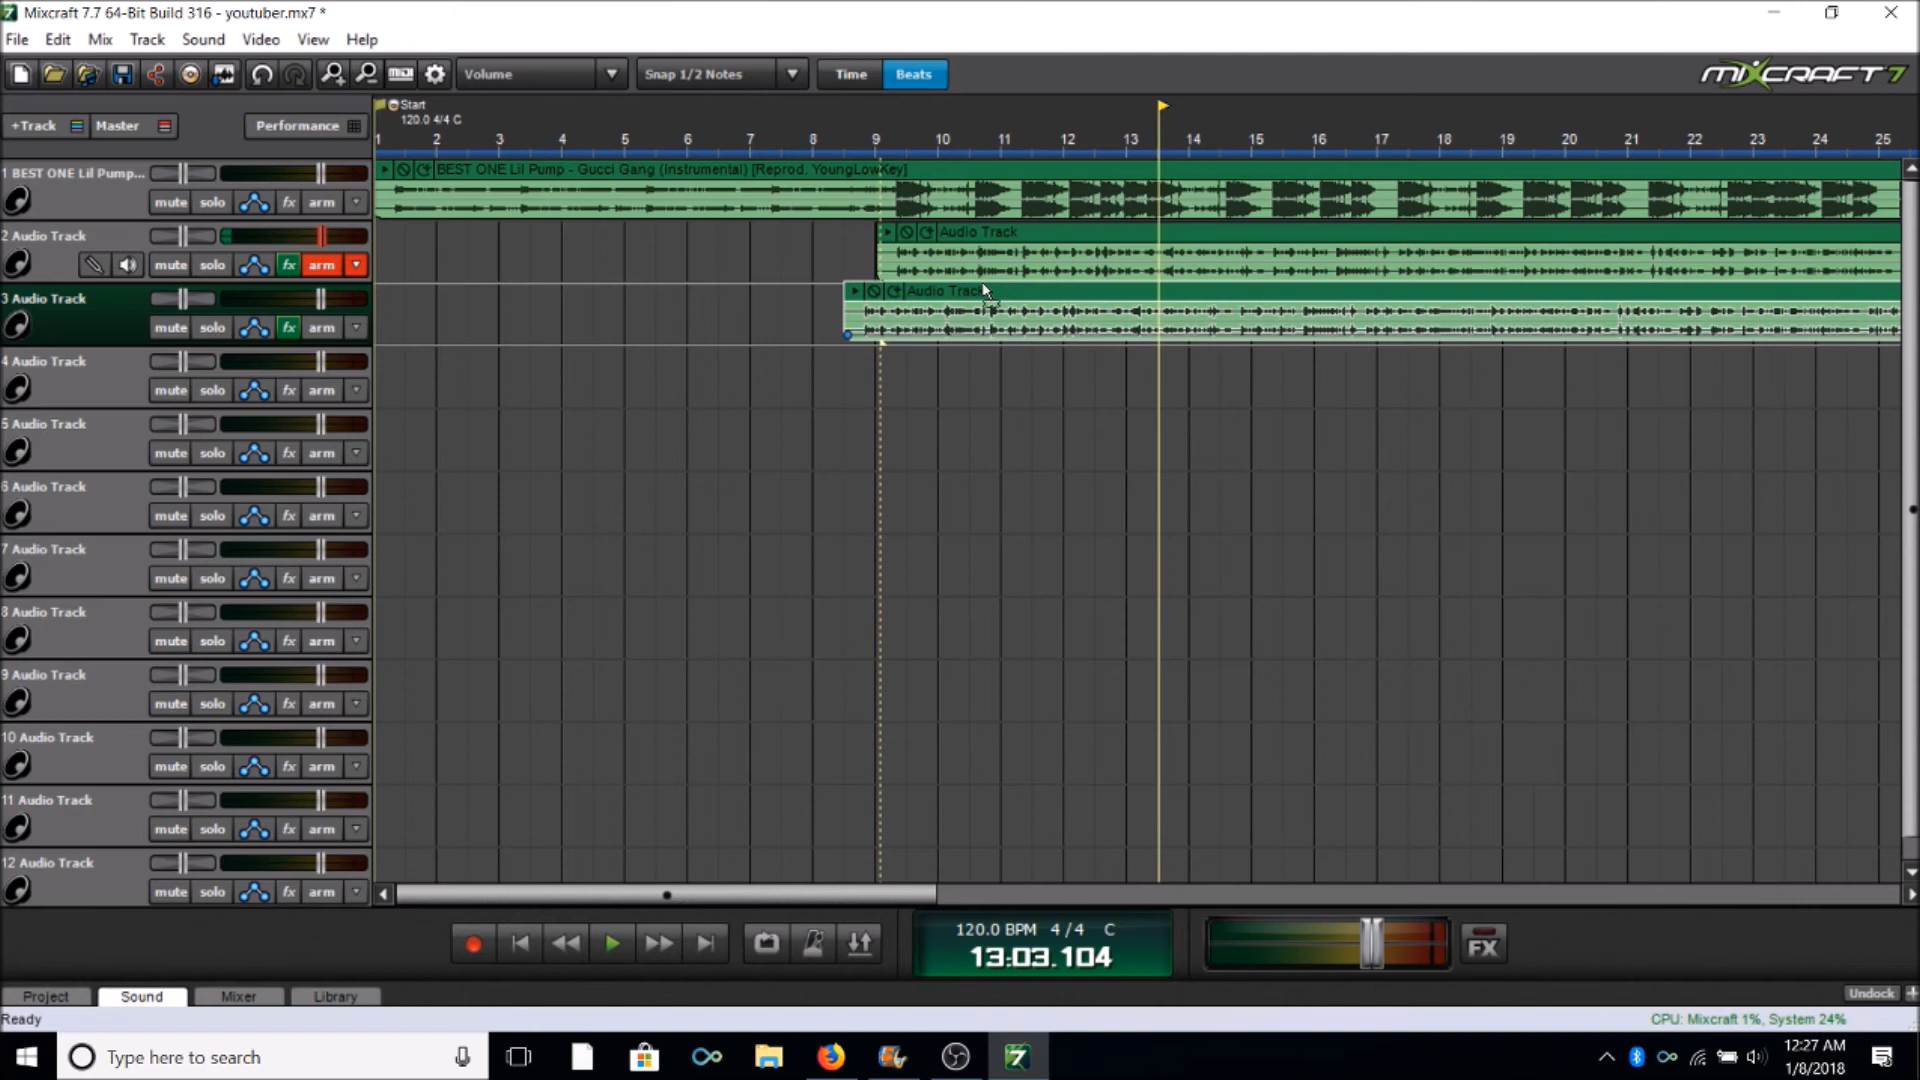 Mixcraft 7.7 64-Bit Build 316 - youtuber.mx7 *
File Edit Mix Track Sound Video View Help
Volume Snap 1/2 Notes Time Beats MIXCRAFT 7
+Track Master Performance
Start
120.0 4/4 C
1 2 3 4 5 6 7 8 9 10 11 12 13 14 15 16 17 18 19 20 21 22 23 24 25
1 BEST ONE Lil Pump...
BEST ONE Lil Pump - Gucci Gang (Instrumental) [Reprod. YoungLowKey]
mute solo fx arm
2 Audio Track
Audio Track
mute solo fx arm
3 Audio Track
Audio Track
mute solo fx arm
4 Audio Track
mute solo fx arm
5 Audio Track
mute solo fx arm
6 Audio Track
mute solo fx arm
7 Audio Track
mute solo fx arm
8 Audio Track
mute solo fx arm
9 Audio Track
mute solo fx arm
10 Audio Track
mute solo fx arm
11 Audio Track
mute solo fx arm
12 Audio Track
mute solo fx arm
120.0 BPM 4/4 C
13:03.104
FX
Project Sound Mixer Library Undock
Ready
CPU: Mixcraft 1%, System 24%
Type here to search
12:27 AM
1/8/2018